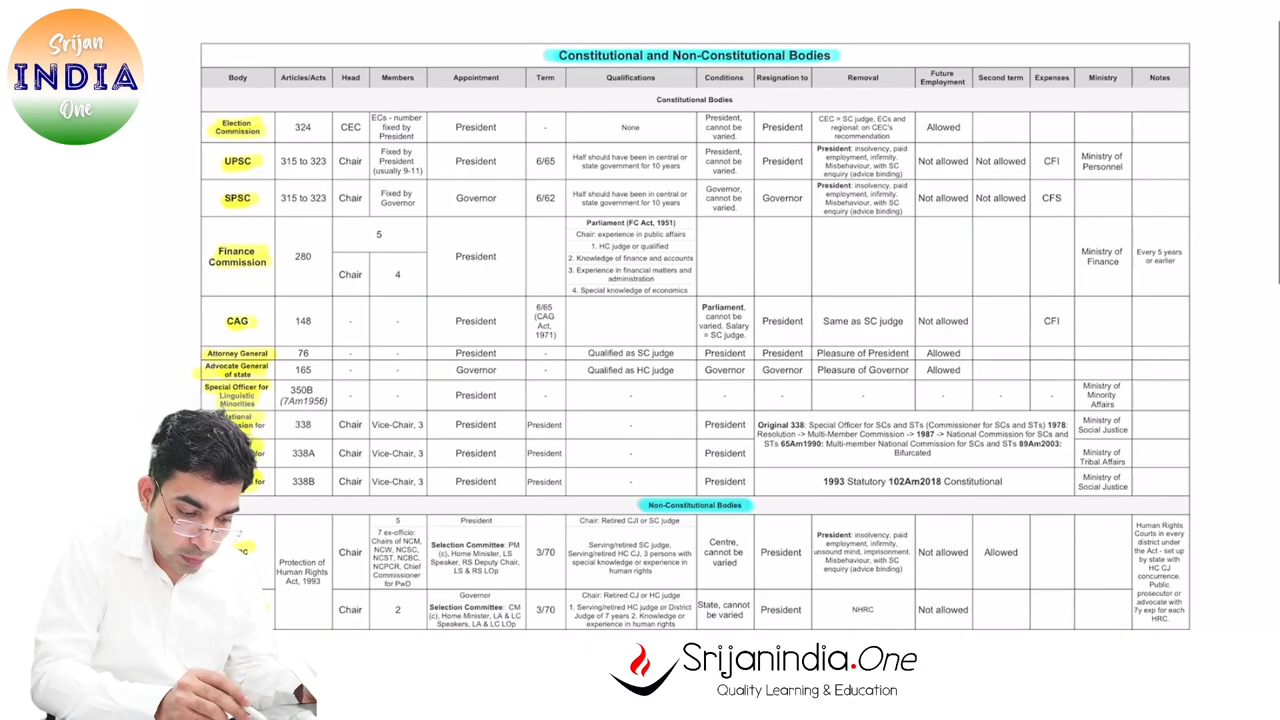 Srijan
INDIA
One
Constitutional and Non-Constitutional Bodies
Body Articles/Acts Head Members Appointment Term Qualifications Conditions Resignation to Removal Future Employment Second term Expenses Ministry Notes
Constitutional Bodies
Election Commission 324 CEC ECs - number fixed by President President - None President, cannot be varied. President CEC = SC judge, ECs and regional: on CEC's recommendation Allowed
UPSC 315 to 323 Chair Fixed by President (usually 9-11) President 6/65 Half should have been in central or state government for 10 years President, cannot be varied. President President: insolvency, paid employment, infirmity. Misbehaviour, with SC enquiry (advice binding) Not allowed Not allowed CFI Ministry of Personnel
SPSC 315 to 323 Chair Fixed by Governor Governor 6/62 Half should have been in central or state government for 10 years Governor, cannot be varied. Governor President: insolvency, paid employment, infirmity. Misbehaviour, with SC enquiry (advice binding) Not allowed Not allowed CFS
Finance Commission 280 5 Chair 4 President Parliament (FC Act, 1951) Chair: experience in public affairs 1. HC judge or qualified 2. Knowledge of finance and accounts 3. Experience in financial matters and administration 4. Special knowledge of economics Ministry of Finance Every 5 years or earlier
CAG 148 - - President 6/65 (CAG Act, 1971) Parliament, cannot be varied. Salary = SC judge. President Same as SC judge Not allowed CFI
Attorney General 76 - - President - Qualified as SC judge President President Pleasure of President Allowed
Advocate General of state 165 - - Governor - Qualified as HC judge Governor Governor Pleasure of Governor Allowed
Special Officer for Linguistic Minorities 350B (7Am1956) - - President - - - - - - - - Ministry of Minority Affairs
338 Chair Vice-Chair, 3 President President - President Original 338: Special Officer for SCs and STs (Commissioner for SCs and STs) 1978: Resolution -> Multi-Member Commission -> 1987 -> National Commission for SCs and STs 65Am1990: Multi-member National Commission for SCs and STs 89Am2003: Bifurcated Ministry of Social Justice
338A Chair Vice-Chair, 3 President President - President Ministry of Tribal Affairs
338B Chair Vice-Chair, 3 President President - President 1993 Statutory 102Am2018 Constitutional Ministry of Social Justice
Non-Constitutional Bodies
Protection of Human Rights Act, 1993 Chair 5 7 ex-officio: Chairs of NCM, NCW, NCSC, NCST, NCBC, NCPCR, Chief Commissioner for PwD President Selection Committee: PM (c), Home Minister, LS Speaker, RS Deputy Chair, LS & RS LOp 3/70 Chair: Retired CJI or SC judge Serving/retired SC judge, Serving/retired HC CJ, 3 persons with special knowledge or experience in human rights Centre, cannot be varied President President: insolvency, paid employment, infirmity, unsound mind, imprisonment. Misbehaviour, with SC enquiry (advice binding) Not allowed Allowed Human Rights Courts in every district under the Act - set up by state with HC CJ concurrence. Public prosecutor or advocate with 7y exp for each HRC.
Chair 2 Governor Selection Committee: CM (c), Home Minister, LA & LC Speakers, LA & LC LOp 3/70 Chair: Retired CJ or HC judge 1. Serving/retired HC judge or District Judge of 7 years 2. Knowledge or experience in human rights State, cannot be varied President NHRC Not allowed
Srijanindia.One
Quality Learning & Education